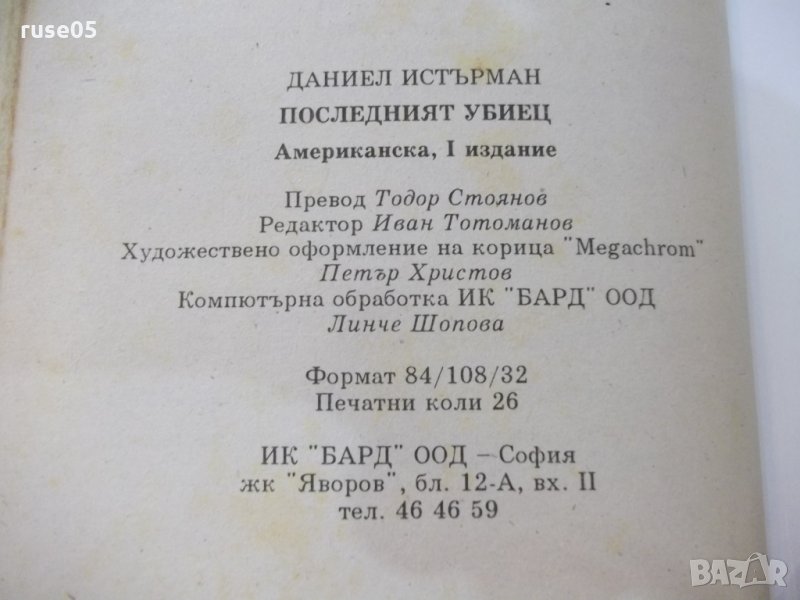 ruse05
ДАНИЕЛ ИСТЪРМАН
ПОСЛЕДНИЯТ УБИЕЦ
Американска, I издание
Превод Тодор Стоянов
Редактор Иван Тотоманов
Художествено оформление на корица "Megachrom"
Петър Христов
Компютърна обработка ИК "БАРД" ООД
Линче Шопова
Формат 84/108/32
Печатни коли 26
ИК "БАРД" ООД – София
жк "Яворов", бл. 12-А, вх. II
тел. 46 46 59
BAZAR